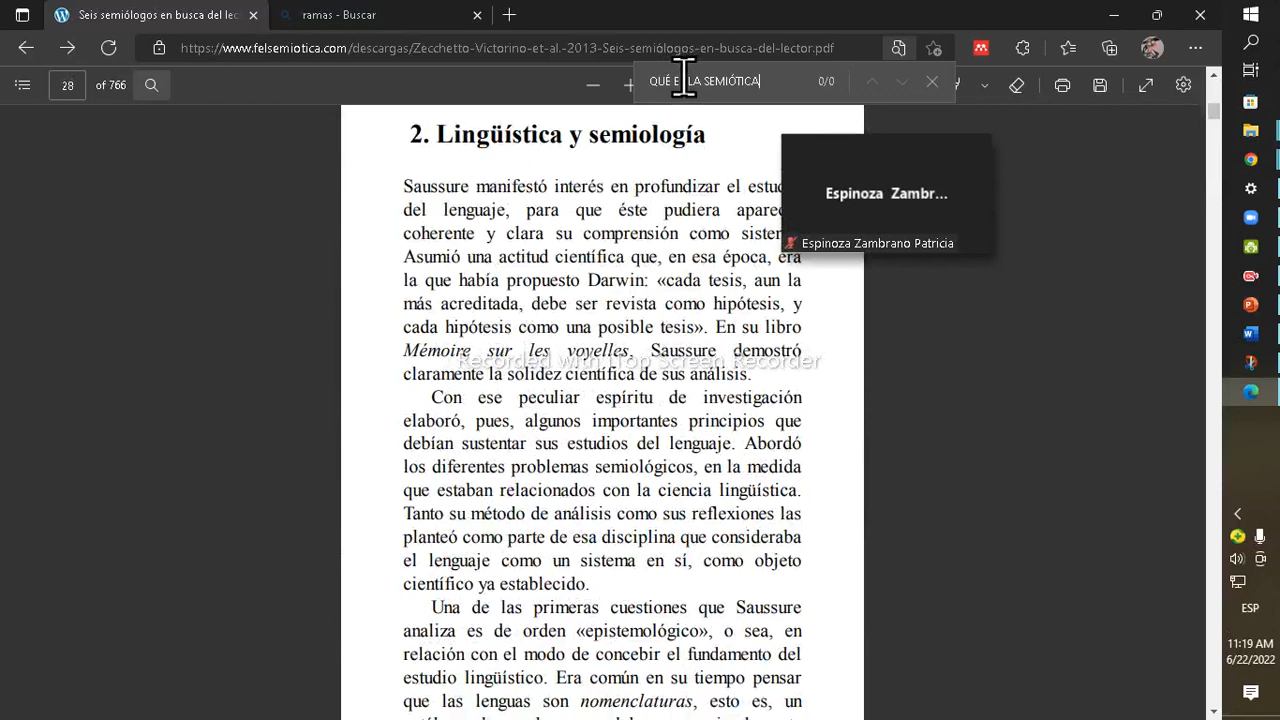 Seis semiólogos en busca del lec
ramas - Buscar
https://www.felsemiotica.com/descargas/Zecchetto-Victorino-et-al.-2013-Seis-semiólogos-en-busca-del-lector.pdf
28 of 766
QUÉ E LA SEMIÓTICA 0/0
2. Lingüística y semiología
Saussure manifestó interés en profundizar el estu
del lenguaje, para que éste pudiera apare
coherente y clara su comprensión como siste
Asumió una actitud científica que, en esa época, era
la que había propuesto Darwin: «cada tesis, aun la
más acreditada, debe ser revista como hipótesis, y
cada hipótesis como una posible tesis». En su libro
Mémoire sur les voyelles, Saussure demostró
claramente la solidez científica de sus análisis.
Con ese peculiar espíritu de investigación
elaboró, pues, algunos importantes principios que
debían sustentar sus estudios del lenguaje. Abordó
los diferentes problemas semiológicos, en la medida
que estaban relacionados con la ciencia lingüística.
Tanto su método de análisis como sus reflexiones las
planteó como parte de esa disciplina que consideraba
el lenguaje como un sistema en sí, como objeto
científico ya establecido.
Una de las primeras cuestiones que Saussure
analiza es de orden «epistemológico», o sea, en
relación con el modo de concebir el fundamento del
estudio lingüístico. Era común en su tiempo pensar
que las lenguas son nomenclaturas, esto es, un
Espinoza Zambr...
Espinoza Zambrano Patricia
Recorded with iTop Screen Recorder
ESP
11:19 AM
6/22/2022